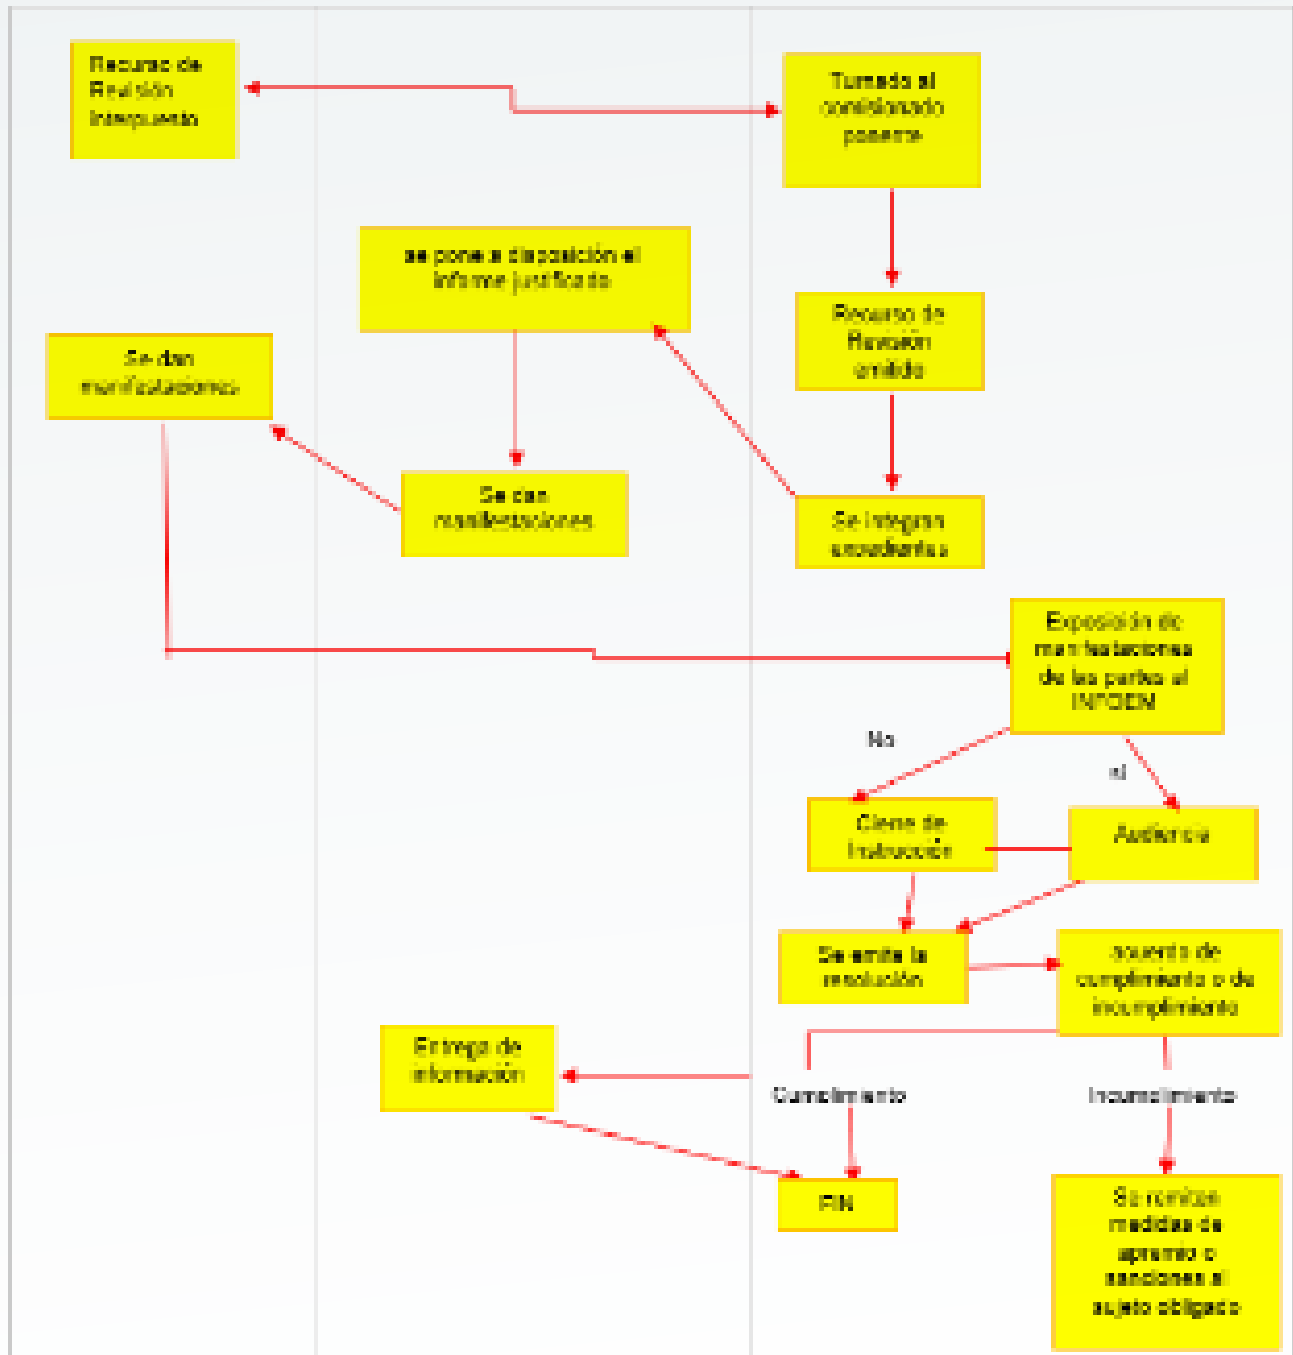 Recurso de
Revisión
interpuesto
Turnado al
comisionado
ponente
se pone a disposición el
informe justificado
Recurso de
Revisión
emitido
Se dan
manifestaciones
Se dan
manifestaciones
Se integran
expedientes
Exposición de
manifestaciones
de las partes al
INFOEM
No
si
Cierre de
Instrucción
Audiencia
Se emite la
resolución
acuerdo de
cumplimiento o de
incumplimiento
Entrega de
información
Cumplimiento
Incumplimiento
FIN
Se remiten
medidas de
apremio o
sanciones al
sujeto obligado